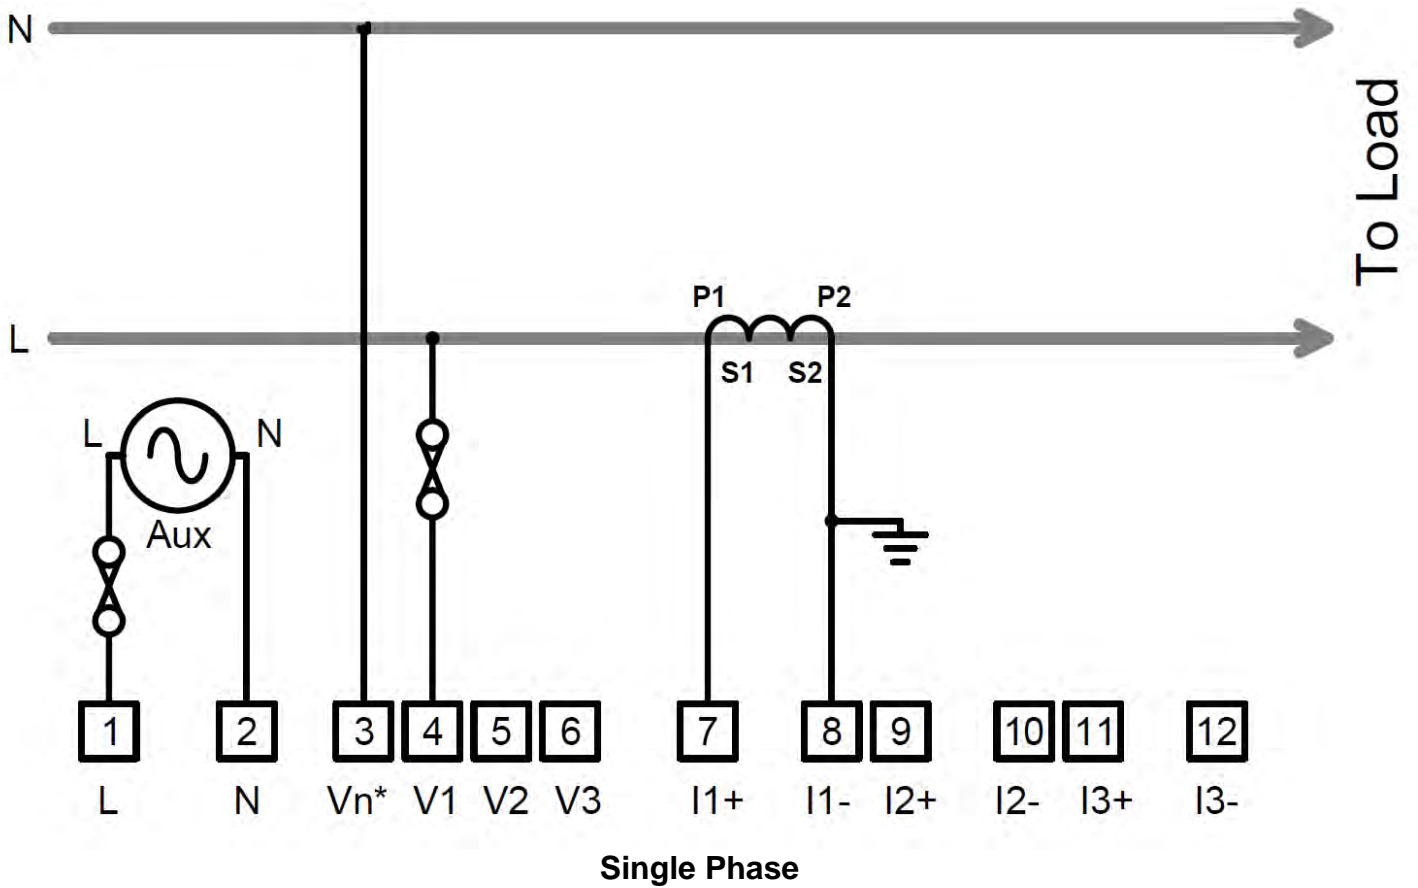 N
To Load
P1 P2
L
S1 S2
L N
Aux
1 2 3 4 5 6 7 8 9 10 11 12
L N Vn* V1 V2 V3 I1+ I1- I2+ I2- I3+ I3-
Single Phase